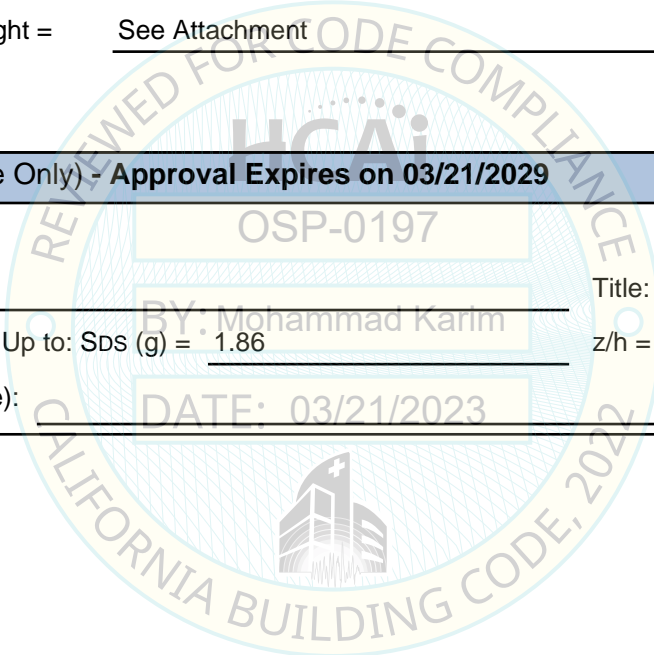 ght = See Attachment
REVIEWED FOR CODE COMPLIANCE
HCAi
e Only) - Approval Expires on 03/21/2029
OSP-0197
Title:
BY: Mohammad Karim
Up to: SDS (g) = 1.86 z/h =
e):
DATE: 03/21/2023
CALIFORNIA BUILDING CODE, 2022